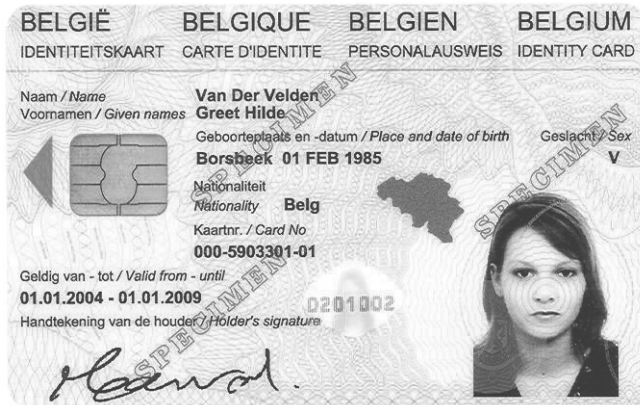 BELGIË BELGIQUE BELGIEN BELGIUM
IDENTITEITSKAART CARTE D'IDENTITE PERSONALAUSWEIS IDENTITY CARD
Naam / Name Van Der Velden
Voornamen / Given names Greet Hilde
Geboorteplaats en -datum / Place and date of birth Geslacht / Sex
Borsbeek 01 FEB 1985 V
Nationaliteit
Nationality Belg
Kaartnr. / Card No
000-5903301-01
Geldig van - tot / Valid from - until
01.01.2004 - 01.01.2009
0201002
Handtekening van de houder / Holder's signature
SPECIMEN
SPECIMEN
SPECIMEN